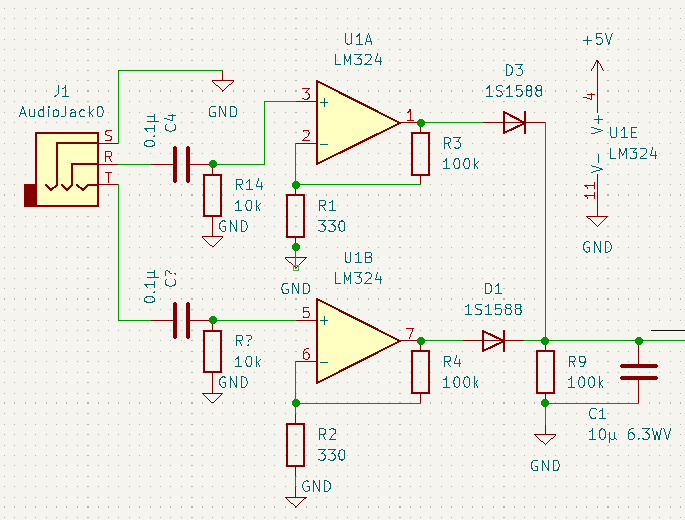 U1A
LM324
+5V
J1
AudioJack0
D3
1S1588
0.1µ
C4
GND
3
+
1
2
−
4
V+
U1E
LM324
V-
11
S
R
T
R3
100k
R14
10k
GND
R1
330
GND
GND
U1B
LM324
0.1µ
C?
D1
1S1588
5
+
7
6
−
R?
10k
GND
R4
100k
R9
100k
C1
10µ 6.3WV
R2
330
GND
GND